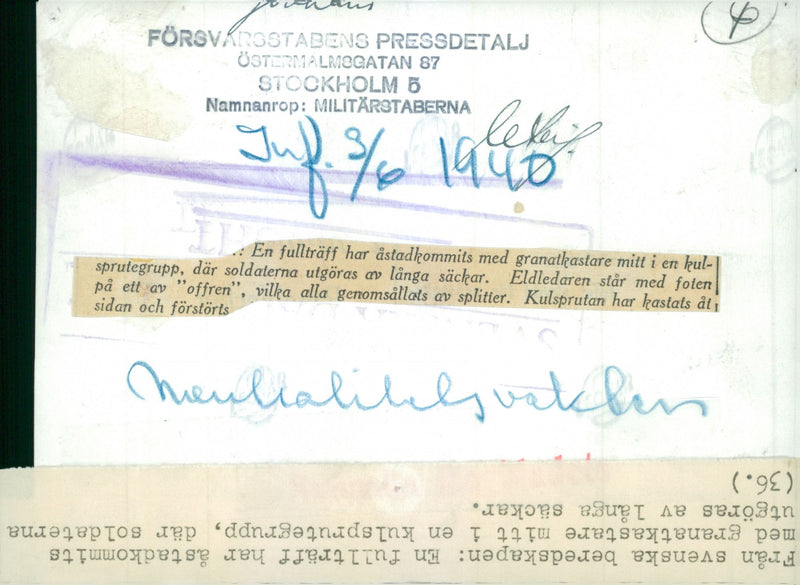 FÖRSVARSSTABENS PRESSDETALJ
ÖSTERMALMSGATAN 87
STOCKHOLM 5
Namnanrop: MILITÄRSTABERNA
Inf. 3/6 1940
.: En fullträff har åstadkommits med granatkastare mitt i en kul-
sprutegrupp, där soldaterna utgöras av långa säckar. Eldledaren står med foten
på ett av "offren", vilka alla genomsållats av splitter. Kulsprutan har kastats åt
sidan och förstörts
Neutralitetsvakten
Från svenska beredskapen: En fullträff har åstadkommits
med granatkastare mitt i en kulsprutegrupp, där soldaterna
utgöras av långa säckar.
(36.)